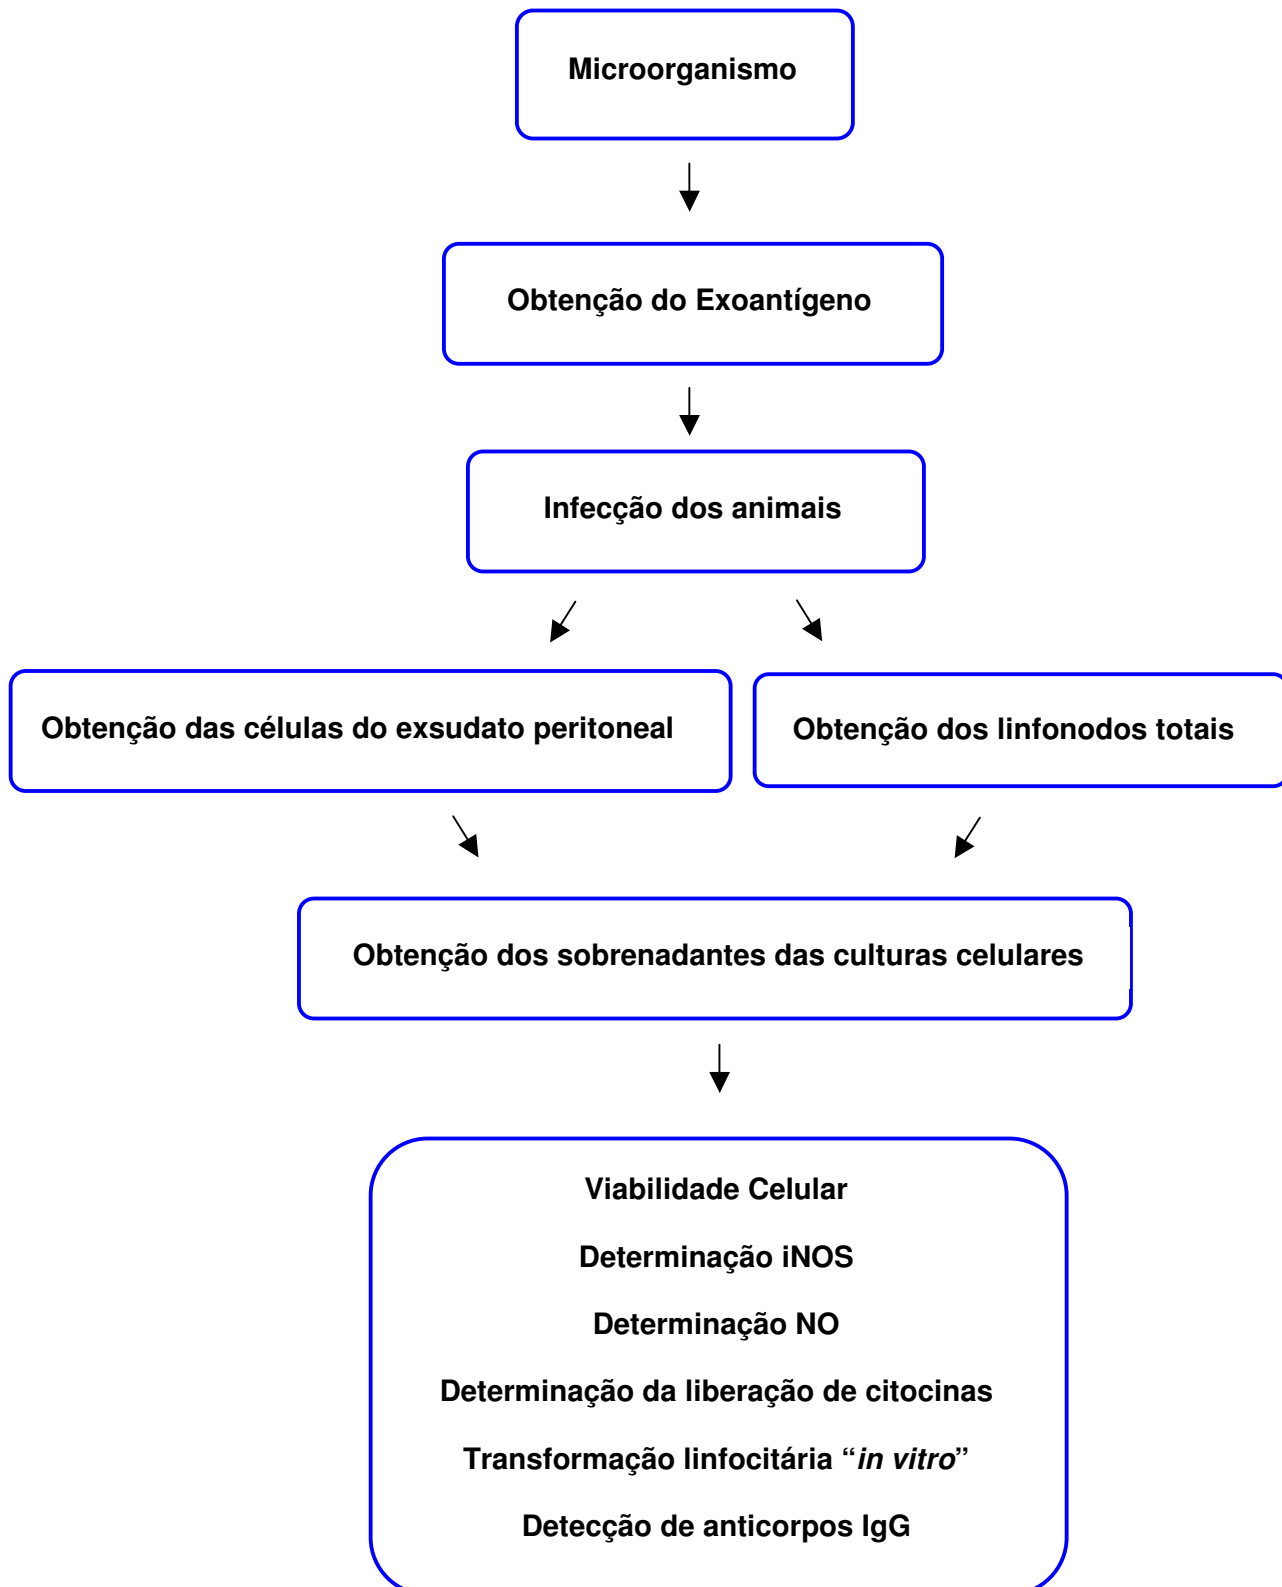 Microorganismo
Obtenção do Exoantígeno
Infecção dos animais
Obtenção das células do exsudato peritoneal
Obtenção dos linfonodos totais
Obtenção dos sobrenadantes das culturas celulares
Viabilidade Celular
Determinação iNOS
Determinação NO
Determinação da liberação de citocinas
Transformação linfocitária “in vitro”
Detecção de anticorpos IgG